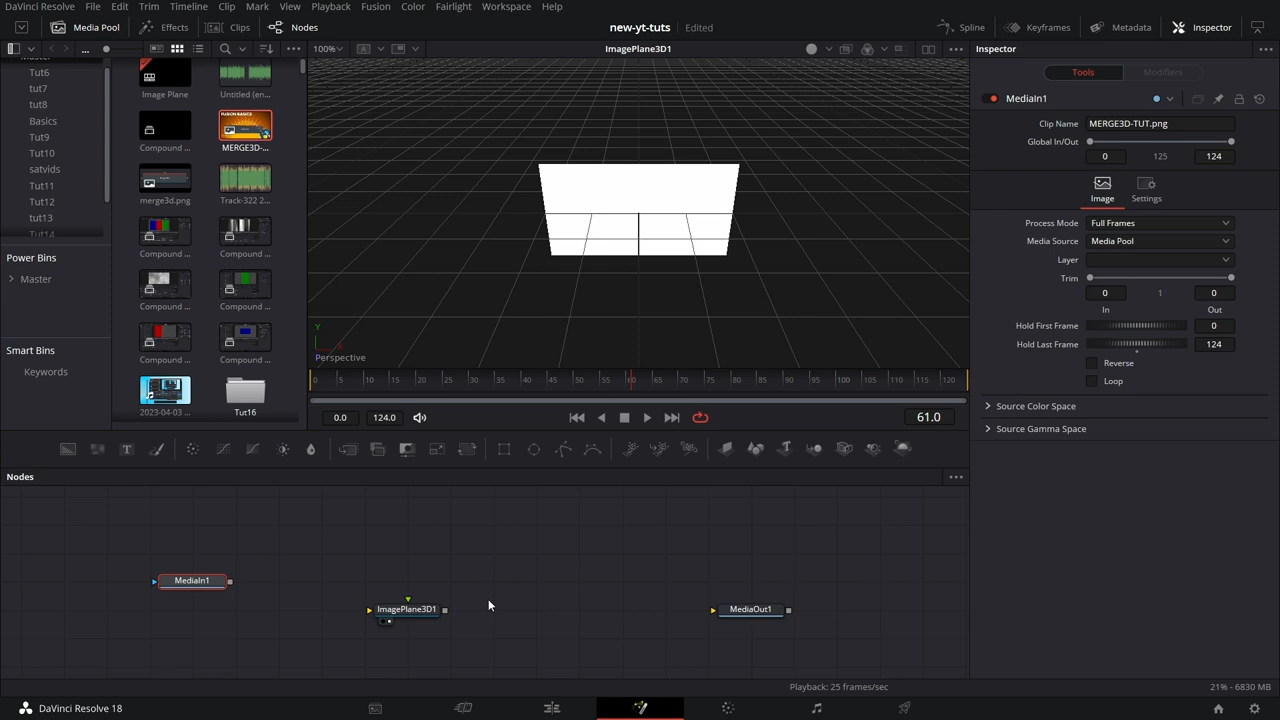 DaVinci Resolve File Edit Trim Timeline Clip Mark View Playback Fusion Color Fairlight Workspace Help
Media Pool Effects Clips Nodes new-yt-tuts Edited Spline Keyframes Metadata Inspector
... 100% ImagePlane3D1 Inspector
Master
Tut6
tut7
tut8
Basics
Tut9
Tut10
satvids
Tut11
Tut12
tut13
Tut14
Power Bins
Master
Smart Bins
Keywords
Image Plane Untitled (en...
FUSION BASICS
Compound ... MERGE3D-...
merge3d.png Track-322 2...
Compound ... Compound ...
Compound ... Compound ...
Compound ... Compound ...
2023-04-03 ... Tut16
Y
X
Perspective
0 5 10 15 20 25 30 35 40 45 50 55 60 65 70 75 80 85 90 95 100 105 110 115 120
0.0 124.0 61.0
Tools Modifiers
MediaIn1
Clip Name MERGE3D-TUT.png
Global In/Out
0 125 124
Image Settings
Process Mode Full Frames
Media Source Media Pool
Layer
Trim
0 1 0
In Out
Hold First Frame 0
Hold Last Frame 124
Reverse
Loop
Source Color Space
Source Gamma Space
T
Nodes
MediaIn1
ImagePlane3D1
MediaOut1
Playback: 25 frames/sec 21% - 6830 MB
DaVinci Resolve 18